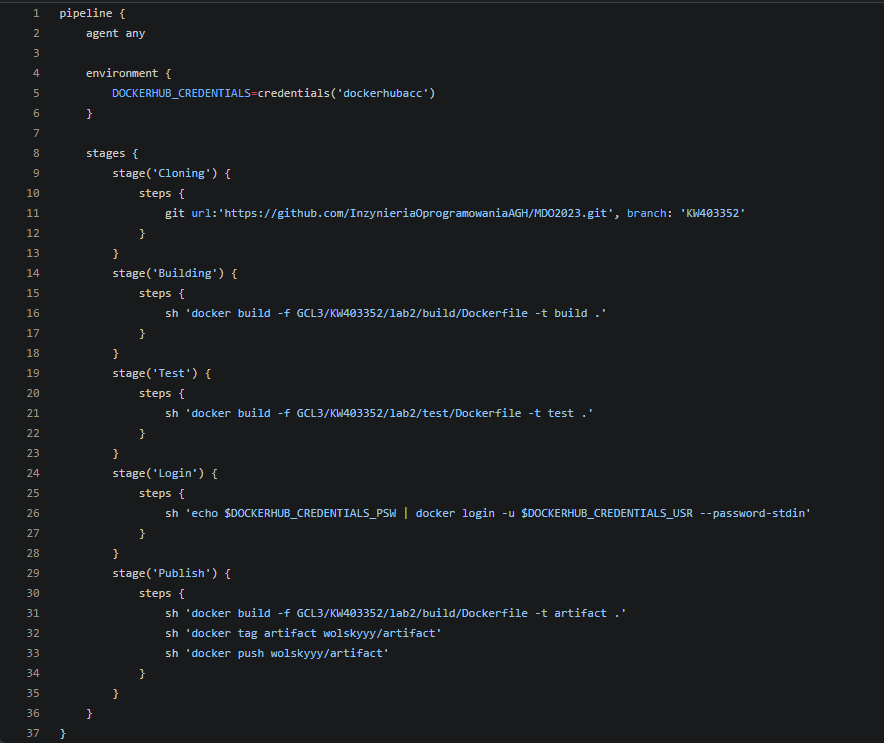 1 pipeline {
2     agent any
3
4     environment {
5         DOCKERHUB_CREDENTIALS=credentials('dockerhubacc')
6     }
7
8     stages {
9         stage('Cloning') {
10             steps {
11                 git url:'https://github.com/InzynieriaOprogramowaniaAGH/MDO2023.git', branch: 'KW403352'
12             }
13         }
14         stage('Building') {
15             steps {
16                 sh 'docker build -f GCL3/KW403352/lab2/build/Dockerfile -t build .'
17             }
18         }
19         stage('Test') {
20             steps {
21                 sh 'docker build -f GCL3/KW403352/lab2/test/Dockerfile -t test .'
22             }
23         }
24         stage('Login') {
25             steps {
26                 sh 'echo $DOCKERHUB_CREDENTIALS_PSW | docker login -u $DOCKERHUB_CREDENTIALS_USR --password-stdin'
27             }
28         }
29         stage('Publish') {
30             steps {
31                 sh 'docker build -f GCL3/KW403352/lab2/build/Dockerfile -t artifact .'
32                 sh 'docker tag artifact wolskyyy/artifact'
33                 sh 'docker push wolskyyy/artifact'
34             }
35         }
36     }
37 }